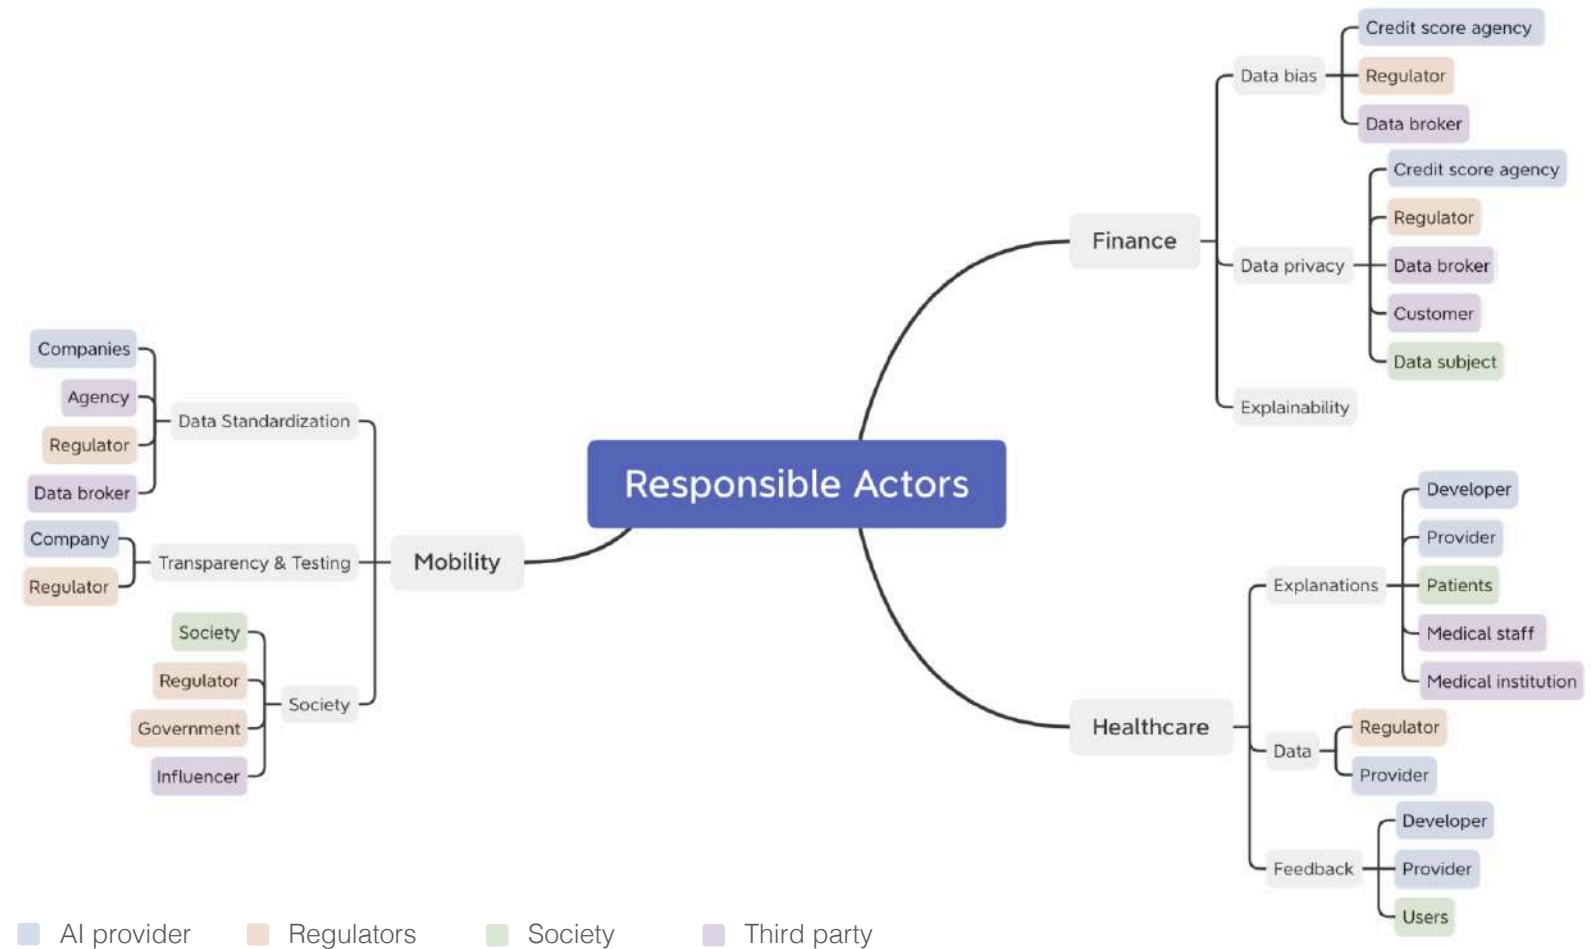 Responsible Actors
Finance
Data bias
Credit score agency
Regulator
Data broker
Data privacy
Credit score agency
Regulator
Data broker
Customer
Data subject
Explainability
Healthcare
Explanations
Developer
Provider
Patients
Medical staff
Medical institution
Data
Regulator
Provider
Feedback
Developer
Provider
Users
Mobility
Data Standardization
Companies
Agency
Regulator
Data broker
Transparency & Testing
Company
Regulator
Society
Society
Regulator
Government
Influencer
AI provider
Regulators
Society
Third party